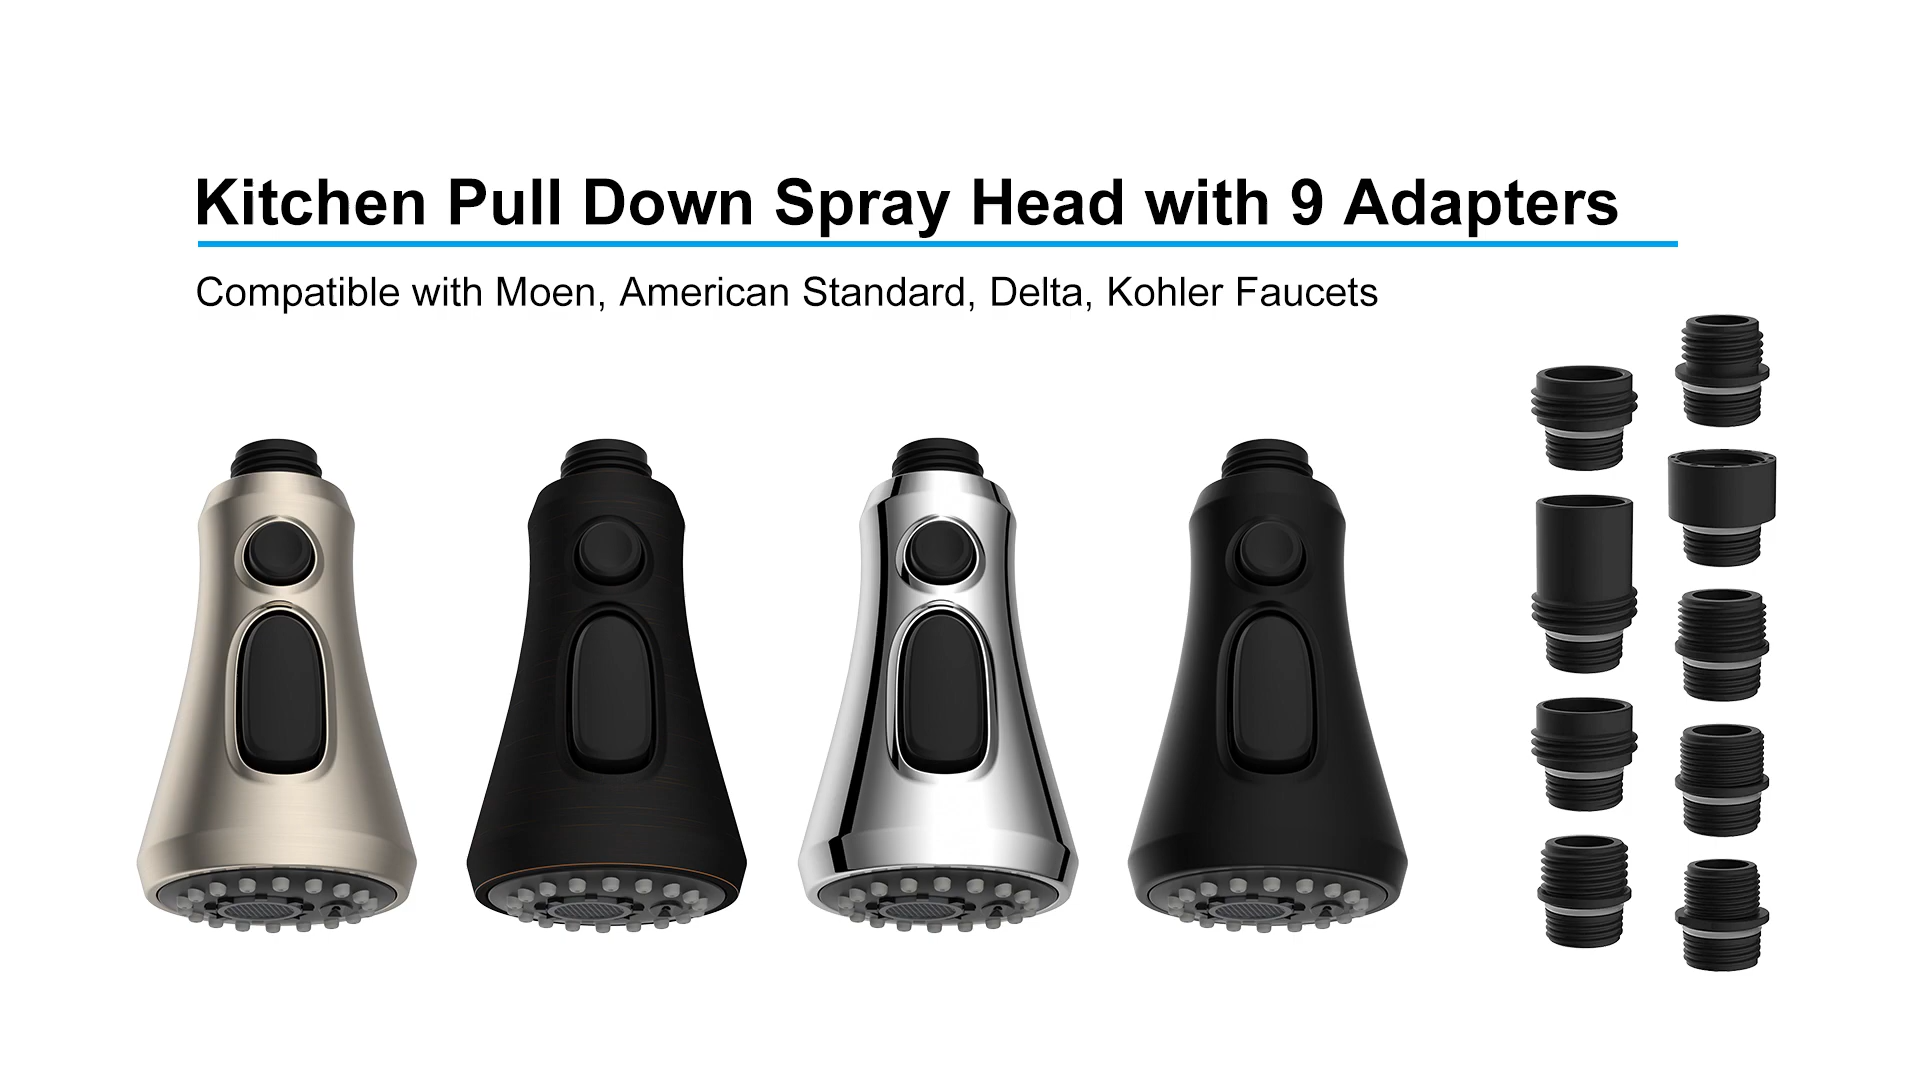 Kitchen Pull Down Spray Head with 9 Adapters
Compatible with Moen, American Standard, Delta, Kohler Faucets